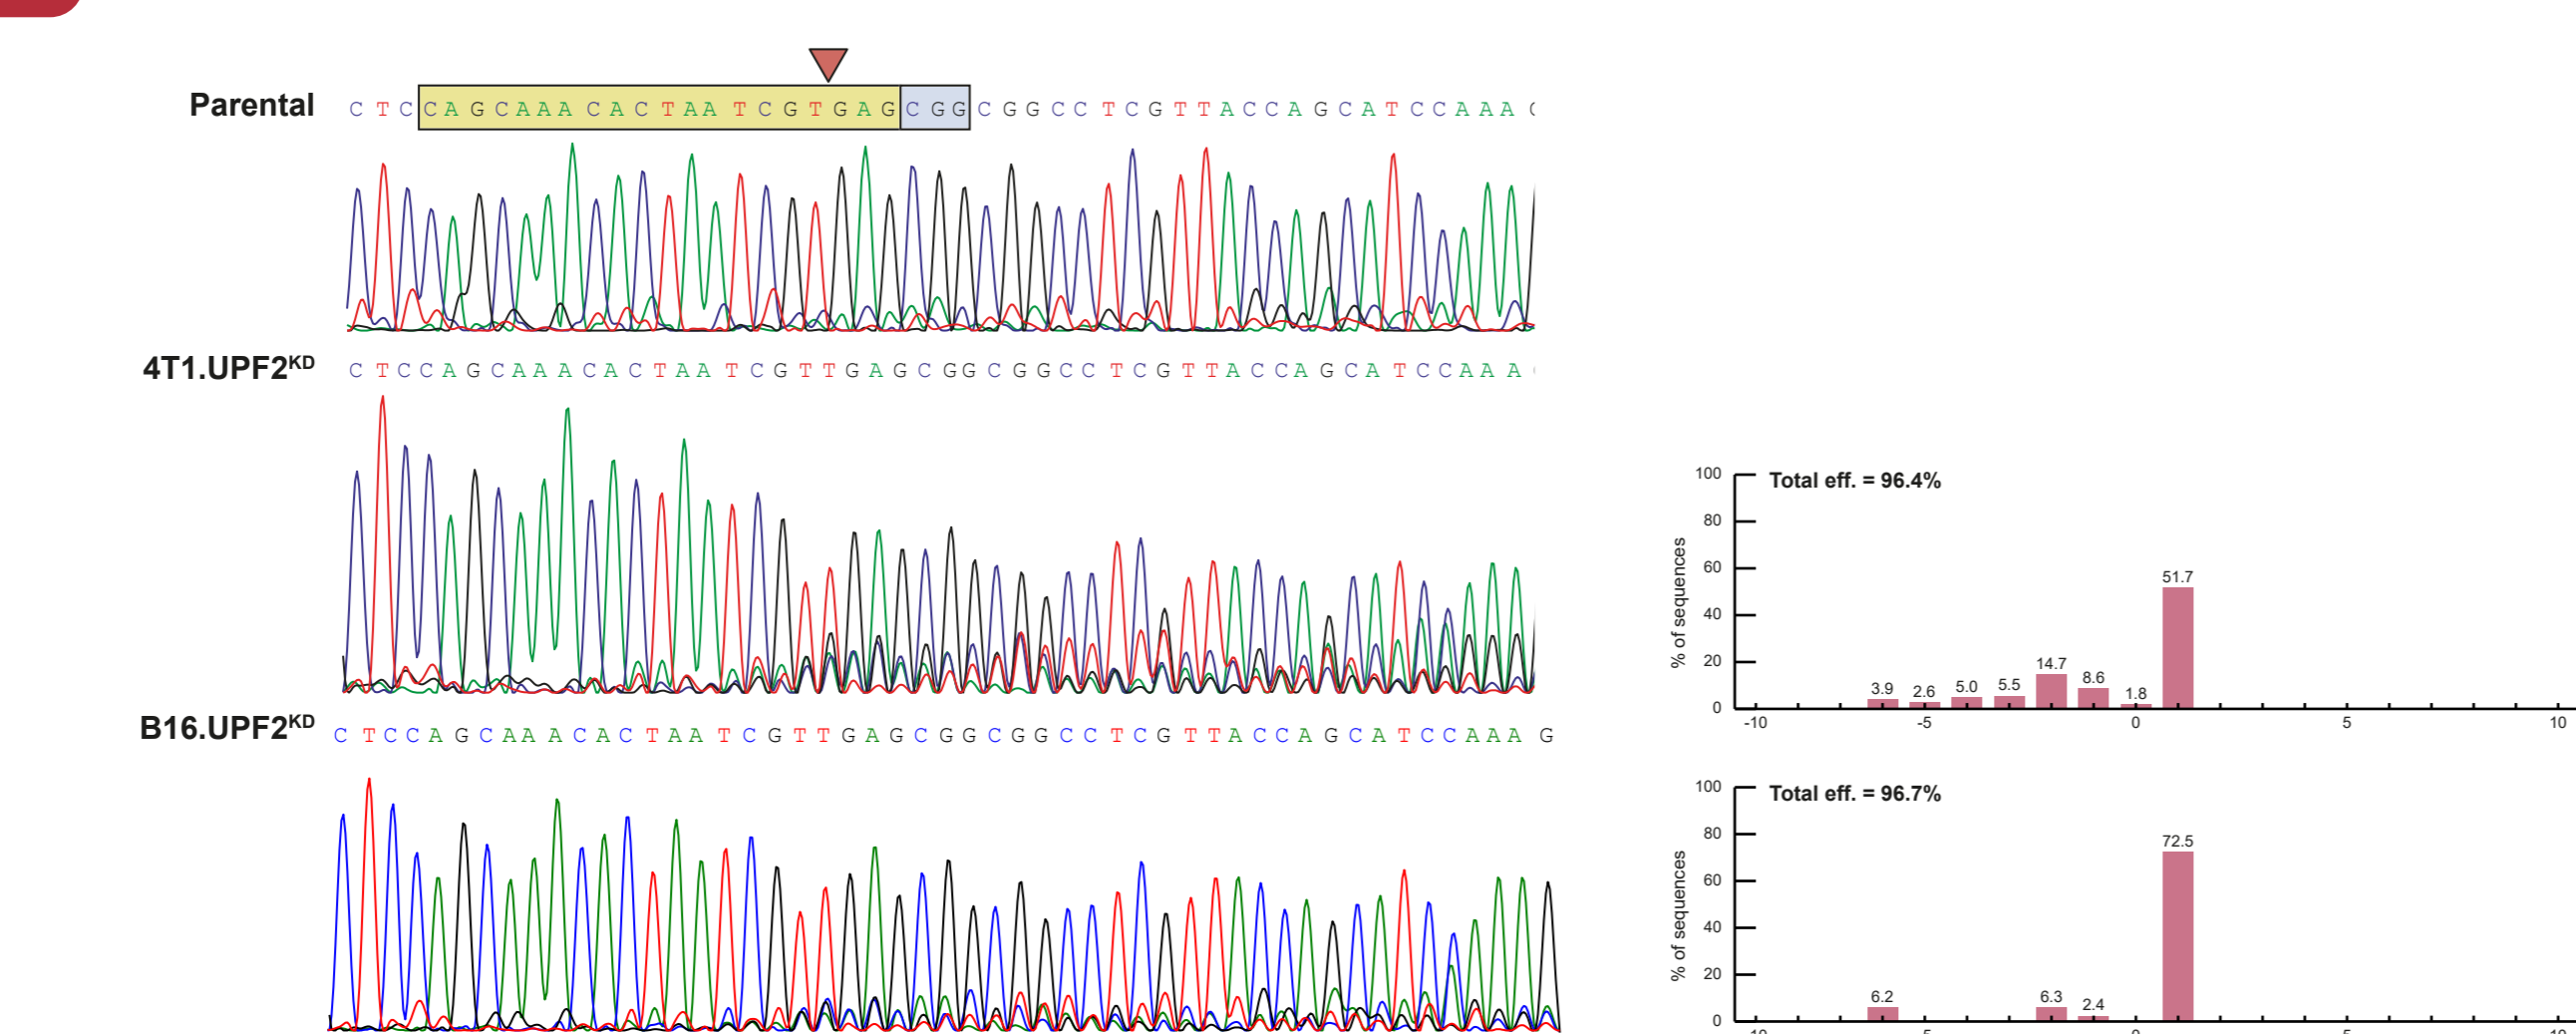 Parental C T C C A G C A A A C A C T A A T C G T G A G C G G C G G C C T C G T T A C C A G C A T C C A A A
4T1.UPF2KD C T C C A G C A A A C A C T A A T C G T T G A G C G G C G G C C T C G T T A C C A G C A T C C A A A
B16.UPF2KD C T C C A G C A A A C A C T A A T C G T T G A G C G G C G G C C T C G T T A C C A G C A T C C A A A G
Total eff. = 96.4%
% of sequences
100
80
60
40
20
0
3.9 2.6 5.0 5.5 14.7 8.6 1.8 51.7
-10 -5 0 5 10
Total eff. = 96.7%
% of sequences
100
80
60
40
20
0
6.2 6.3 2.4 72.5